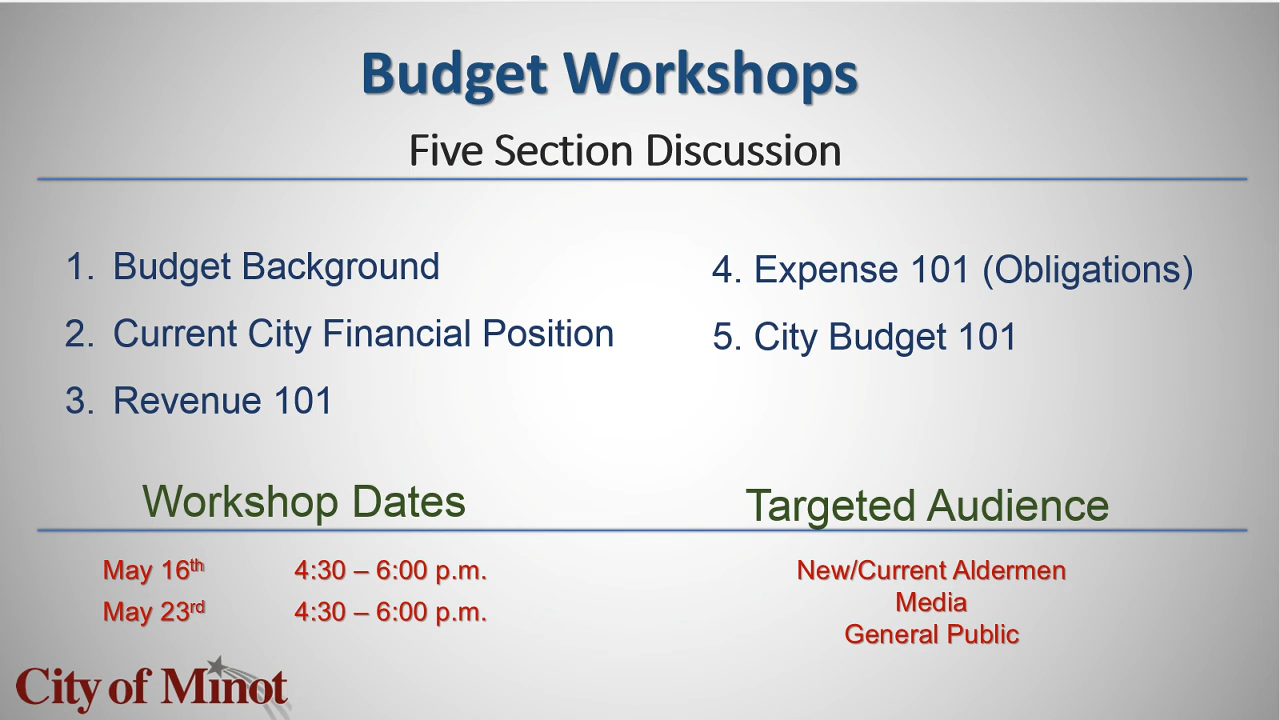 Budget Workshops
Five Section Discussion
1. Budget Background
2. Current City Financial Position
3. Revenue 101
4. Expense 101 (Obligations)
5. City Budget 101
Workshop Dates
May 16th 4:30 – 6:00 p.m.
May 23rd 4:30 – 6:00 p.m.
Targeted Audience
New/Current Aldermen
Media
General Public
City of Minot